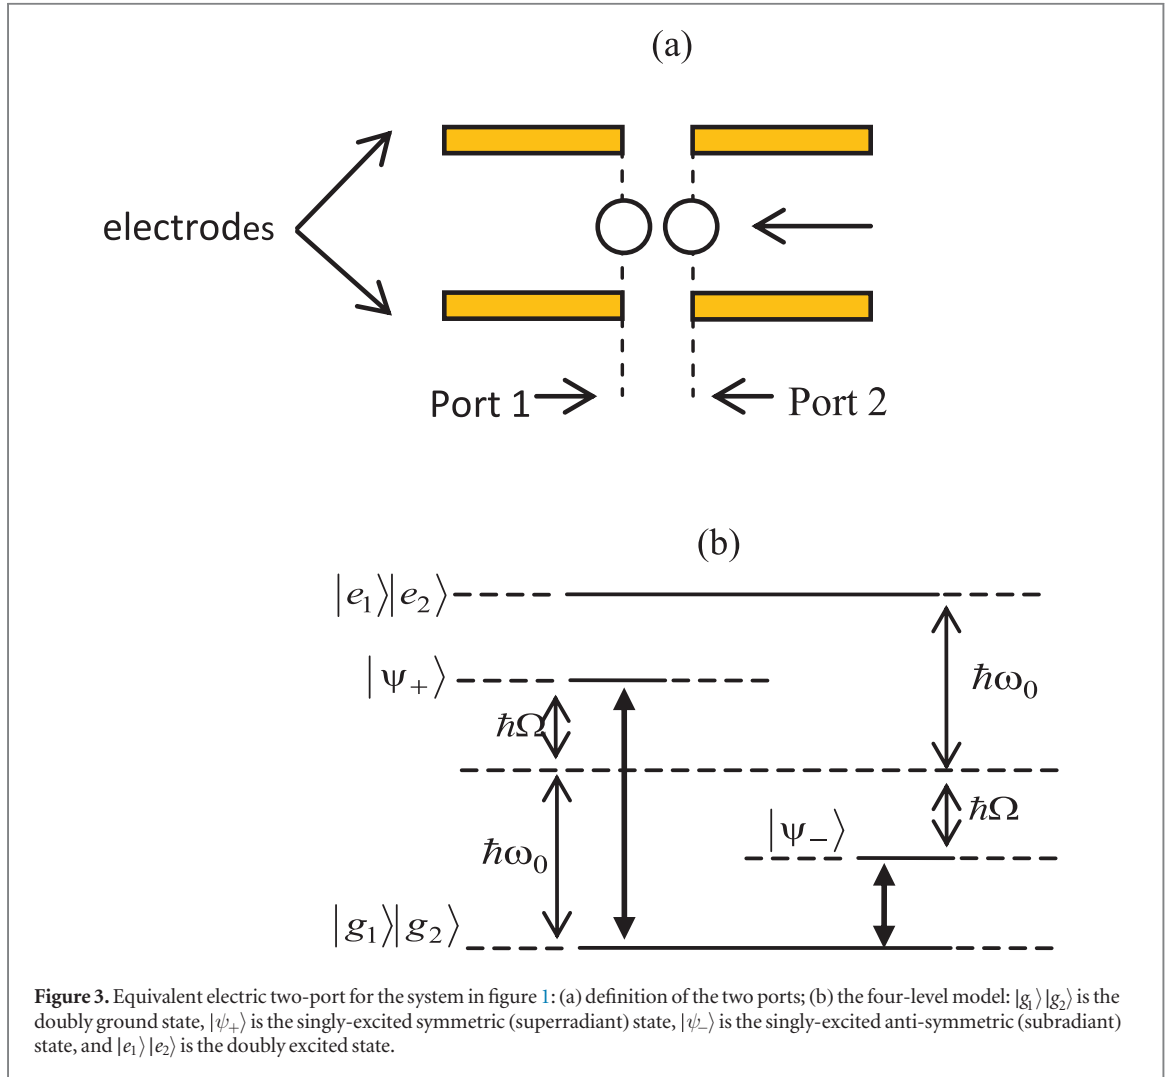 (a)
electrodes
Port 1
Port 2
(b)
|e₁⟩|e₂⟩
|ψ₊⟩
ħω₀
ħΩ
ħΩ
|ψ₋⟩
ħω₀
|g₁⟩|g₂⟩
Figure 3. Equivalent electric two-port for the system in figure 1: (a) definition of the two ports; (b) the four-level model: |g₁⟩|g₂⟩ is the
doubly ground state, |ψ₊⟩ is the singly-excited symmetric (superradiant) state, |ψ₋⟩ is the singly-excited anti-symmetric (subradiant)
state, and |e₁⟩|e₂⟩ is the doubly excited state.